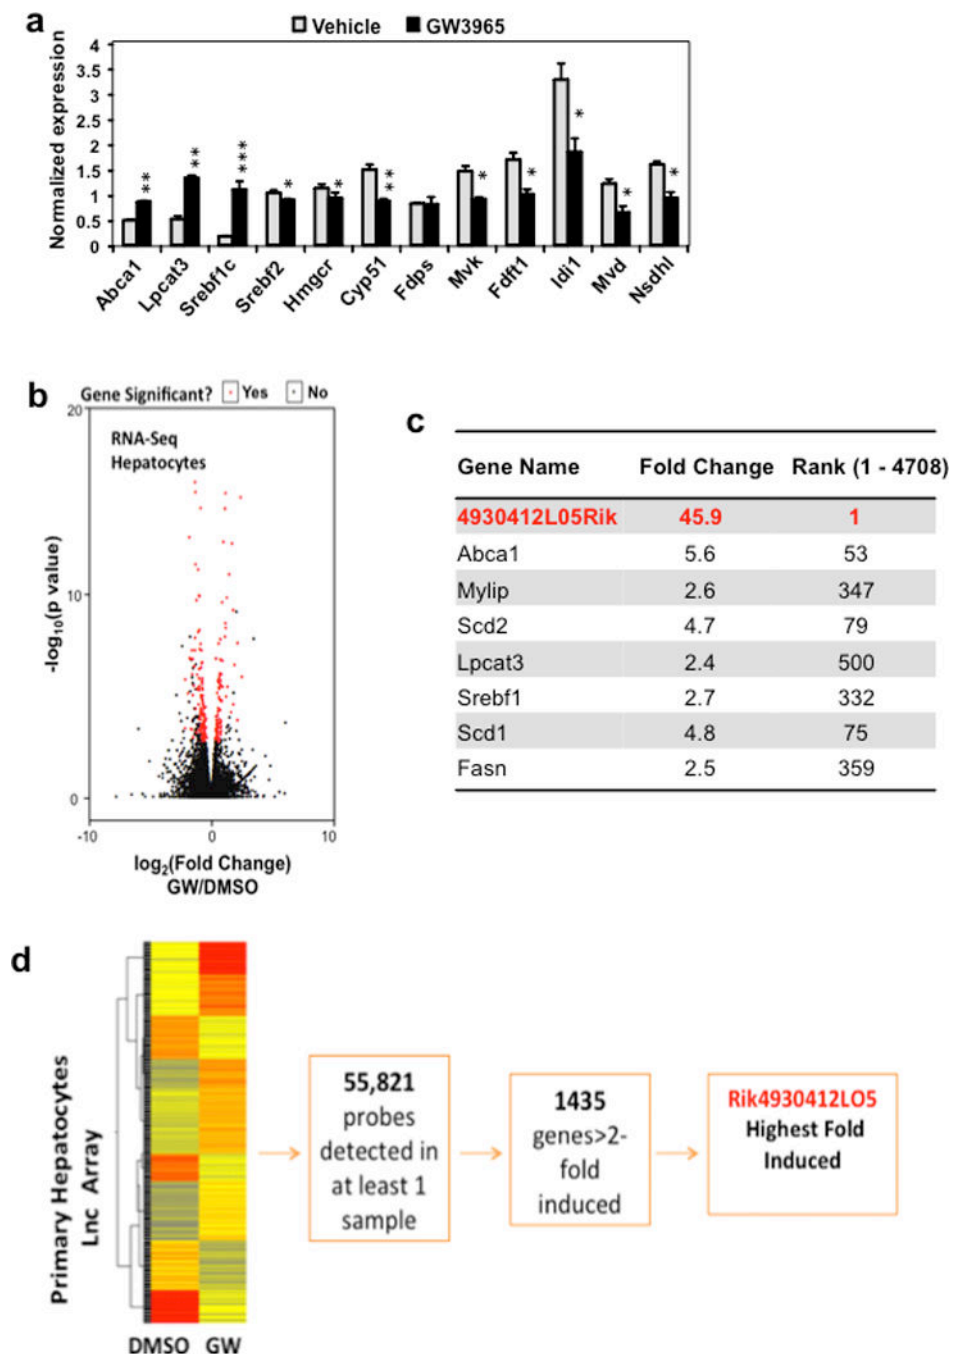 a
Vehicle GW3965
Normalized expression
4
3.5
3
2.5
2
1.5
1
0.5
0
** ** *** * * ** * * * * *
Abca1 Lpcat3 Srebf1c Srebf2 Hmgcr Cyp51 Fdps Mvk Fdft1 Idi1 Mvd Nsdhl
b
Gene Significant? Yes No
20
RNA-Seq
Hepatocytes
-log10(p value)
10
0
-10 0 10
log2(Fold Change)
GW/DMSO
c
Gene Name Fold Change Rank (1 - 4708)
4930412L05Rik 45.9 1
Abca1 5.6 53
Mylip 2.6 347
Scd2 4.7 79
Lpcat3 2.4 500
Srebf1 2.7 332
Scd1 4.8 75
Fasn 2.5 359
d
Primary Hepatocytes
Lnc Array
DMSO GW
55,821
probes
detected in
at least 1
sample
1435
genes>2-
fold
induced
Rik4930412LO5
Highest Fold
Induced